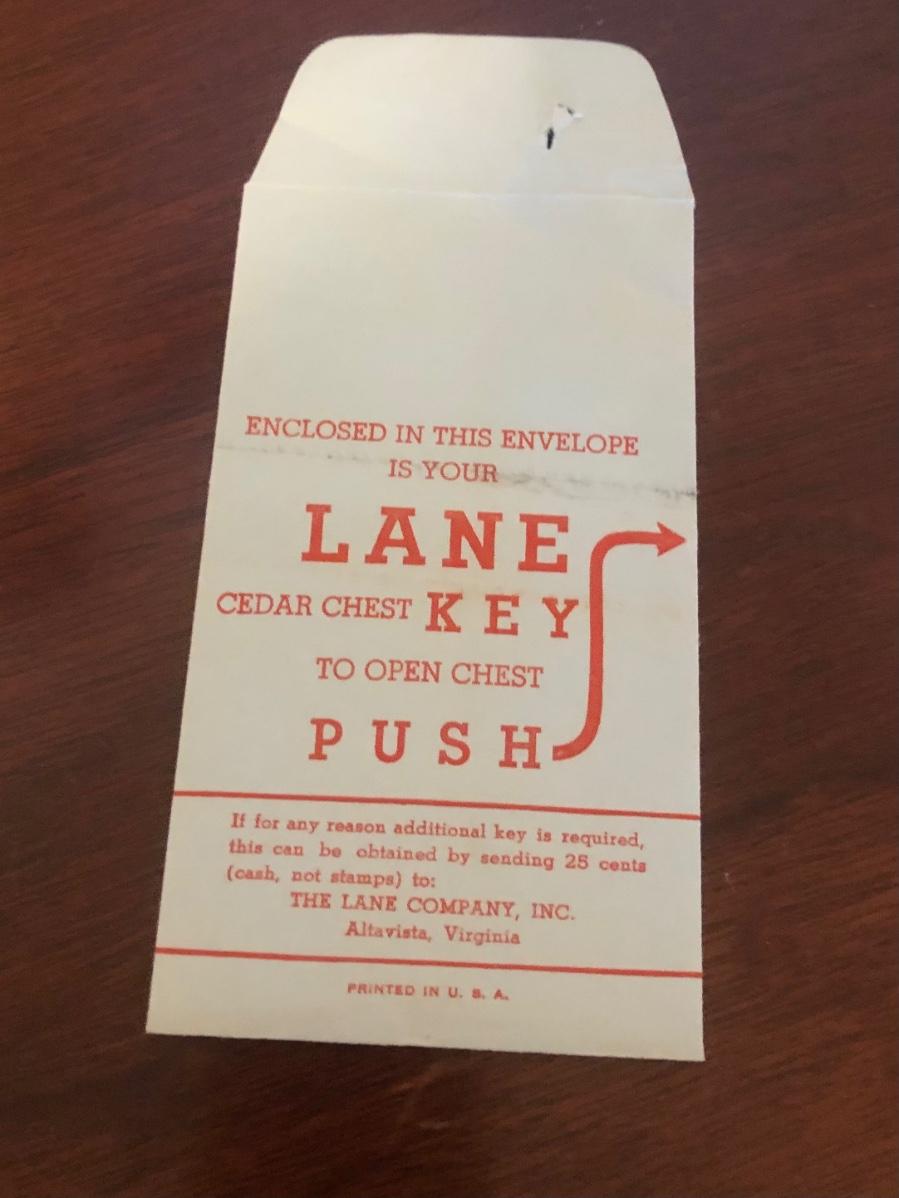 ENCLOSED IN THIS ENVELOPE
IS YOUR
LANE
CEDAR CHEST KEY
TO OPEN CHEST
PUSH
If for any reason additional key is required,
this can be obtained by sending 25 cents
(cash, not stamps) to:
THE LANE COMPANY, INC.
Altavista, Virginia
PRINTED IN U. S. A.